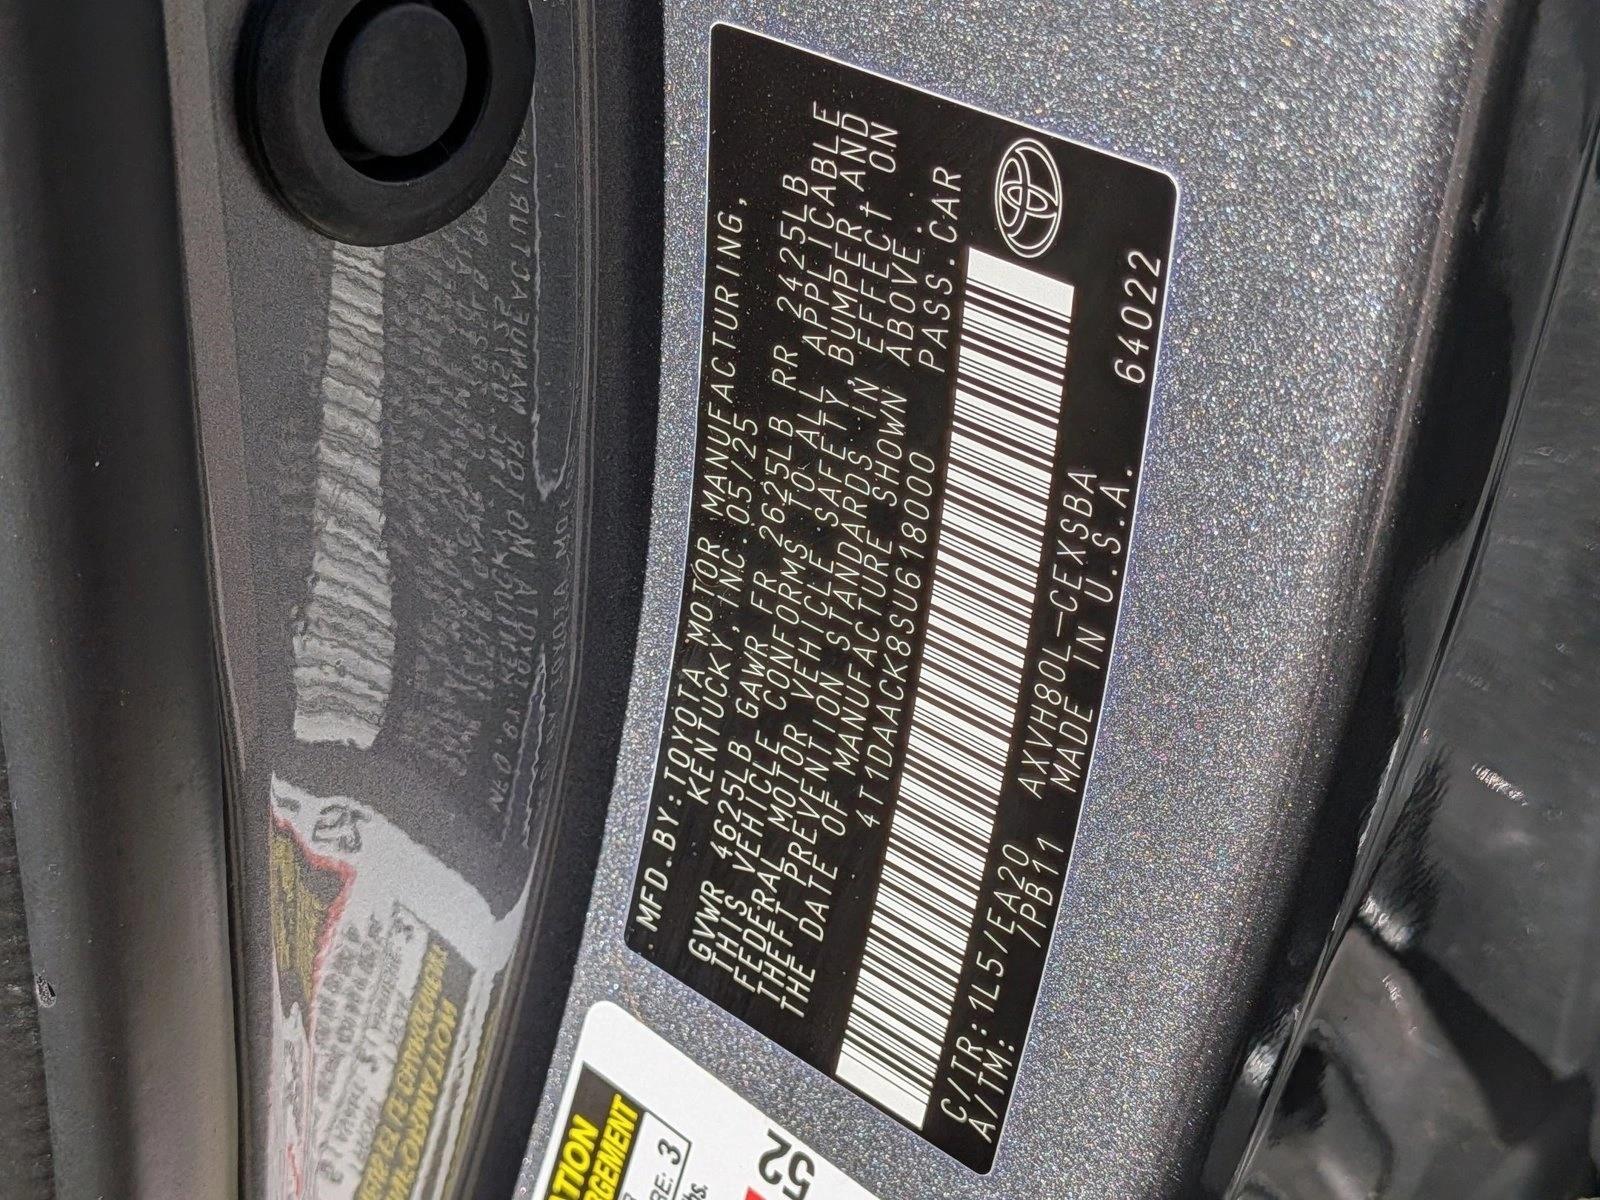 MFD.BY:TOYOTA MOTOR MANUFACTURING,
KENTUCKY, INC. 05/25
GVWR 4625LB GAWR FR 2625LB RR 2425LB
THIS VEHICLE CONFORMS TO ALL APPLICABLE
FEDERAL MOTOR VEHICLE SAFETY, BUMPER, AND
THEFT PREVENTION STANDARDS IN EFFECT ON
THE DATE OF MANUFACTURE SHOWN ABOVE.
4T1DAACK8SU618000 PASS.CAR
C/TR:1L5/EA20 AXVH80L-CEXSBA 64022
A/TM: /PB11 MADE IN U.S.A.
3
52